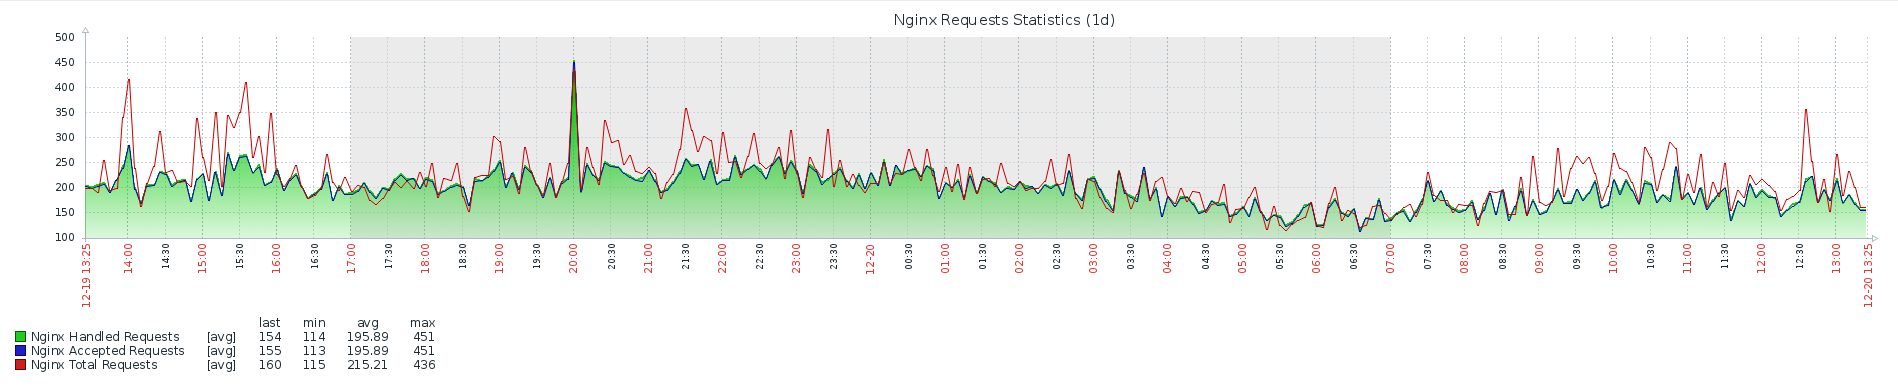 Nginx Requests Statistics (1d)
500
450
400
350
300
250
200
150
100
12-19 13:25 14:00 14:30 15:00 15:30 16:00 16:30 17:00 17:30 18:00 18:30 19:00 19:30 20:00 20:30 21:00 21:30 22:00 22:30 23:00 23:30 12-20 00:30 01:00 01:30 02:00 02:30 03:00 03:30 04:00 04:30 05:00 05:30 06:00 06:30 07:00 07:30 08:00 08:30 09:00 09:30 10:00 10:30 11:00 11:30 12:00 12:30 13:00 12-20 13:25
last min avg max
Nginx Handled Requests [avg] 154 114 195.89 451
Nginx Accepted Requests [avg] 155 113 195.89 451
Nginx Total Requests [avg] 160 115 215.21 436